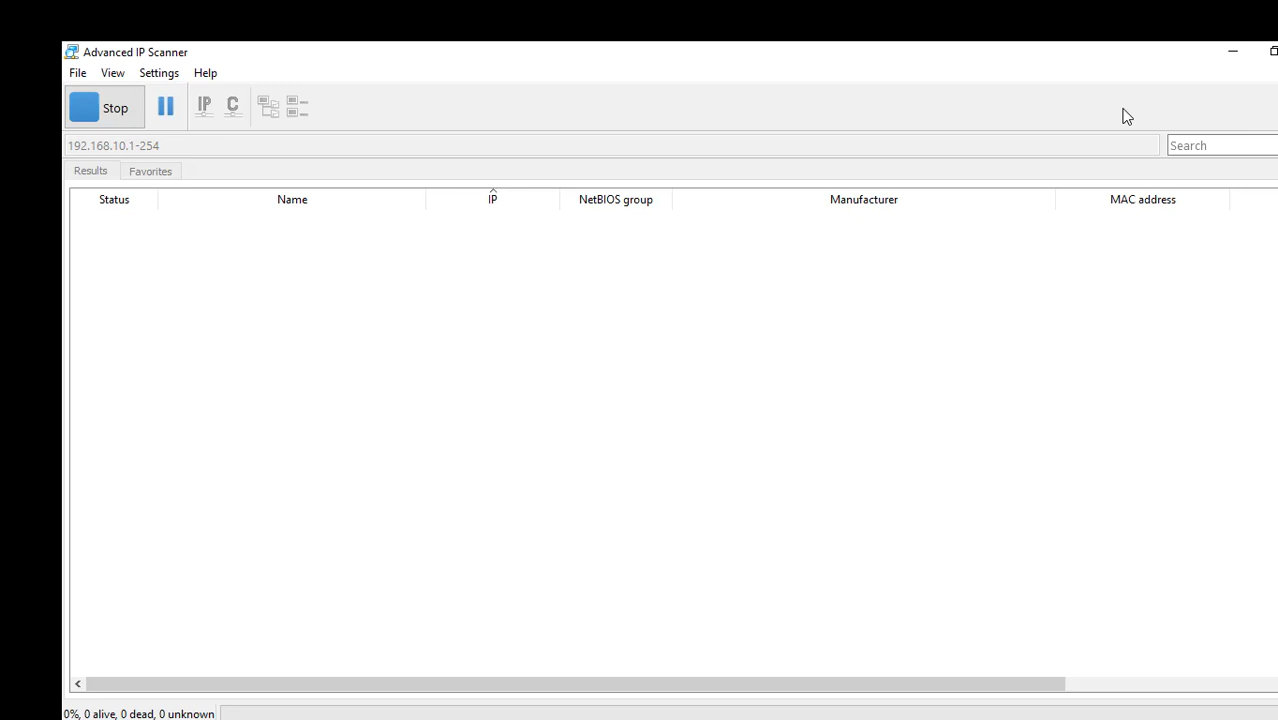 Advanced IP Scanner
File View Settings Help
Stop IP C
192.168.10.1-254 Search
Results Favorites
Status Name IP NetBIOS group Manufacturer MAC address
0%, 0 alive, 0 dead, 0 unknown